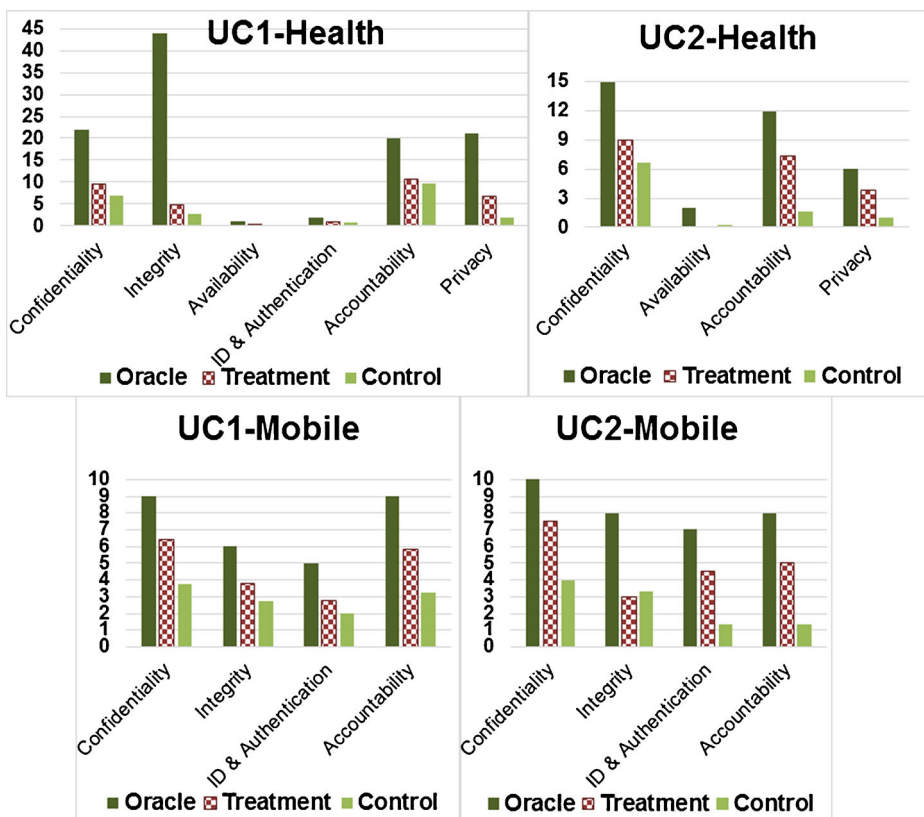 UC1-Health
45
40
35
30
25
20
15
10
5
0
Confidentiality
Integrity
Availability
ID & Authentication
Accountability
Privacy
Oracle Treatment Control
UC2-Health
15
12
9
6
3
0
Confidentiality
Availability
Accountability
Privacy
Oracle Treatment Control
UC1-Mobile
10
9
8
7
6
5
4
3
2
1
0
Confidentiality
Integrity
ID & Authentication
Accountability
Oracle Treatment Control
UC2-Mobile
10
9
8
7
6
5
4
3
2
1
0
Confidentiality
Integrity
ID & Authentication
Accountability
Oracle Treatment Control